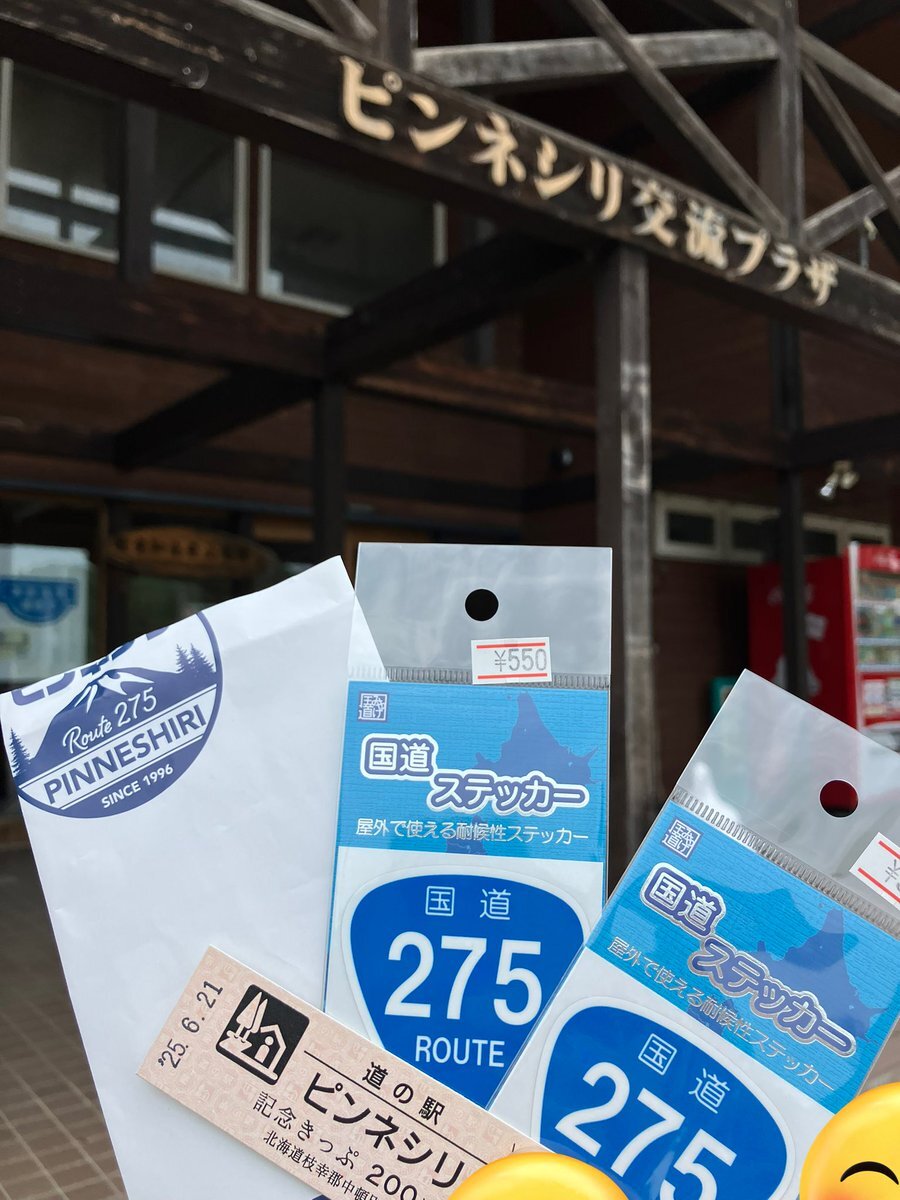 ピンネシリ交流プラザ
Route 275
PINNESHIRI
SINCE 1996
¥550
国道
ステッカー
屋外で使える耐候性ステッカー
国道
275
ROUTE
国道
ステッカー
屋外で使える耐候性ステッカー
国道
275
'25.6.21
道の駅
ピンネシリ
記念きっぷ 200
北海道枝幸郡中頓